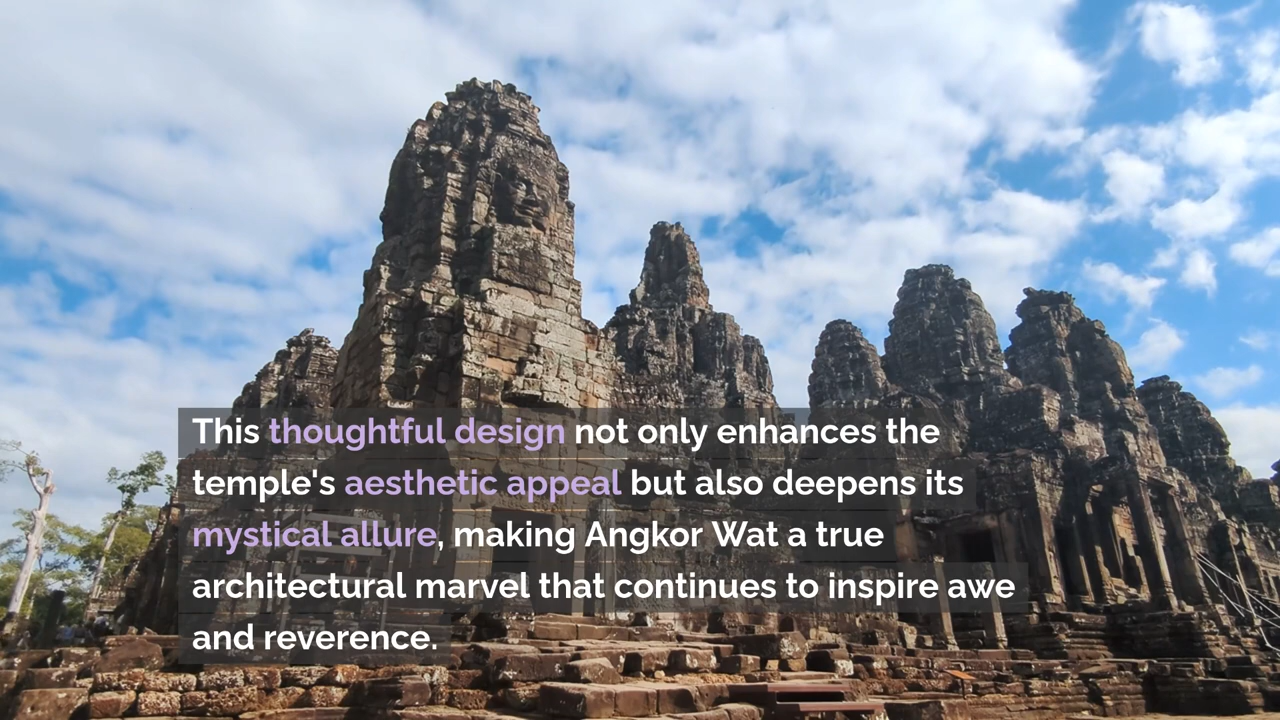 This thoughtful design not only enhances the
temple's aesthetic appeal but also deepens its
mystical allure, making Angkor Wat a true
architectural marvel that continues to inspire awe
and reverence.